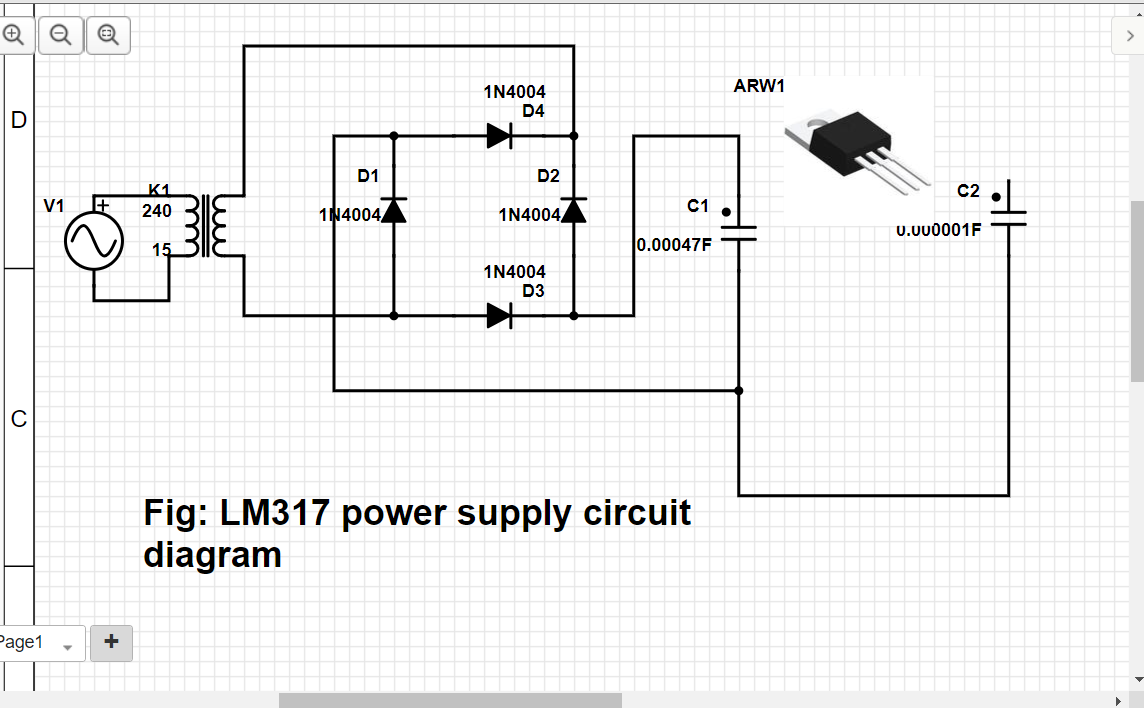 D
1N4004
D4
ARW1
D1
D2
V1
+
K1
240
15
1N4004
1N4004
C1
0.00047F
C2
0.000001F
1N4004
D3
C
Fig: LM317 power supply circuit
diagram
Page1
+